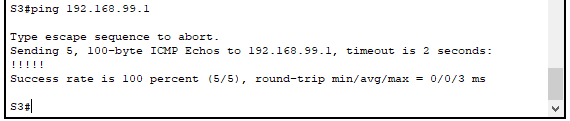 S3#ping 192.168.99.1
Type escape sequence to abort.
Sending 5, 100-byte ICMP Echos to 192.168.99.1, timeout is 2 seconds:
!!!!!
Success rate is 100 percent (5/5), round-trip min/avg/max = 0/0/3 ms
S3#